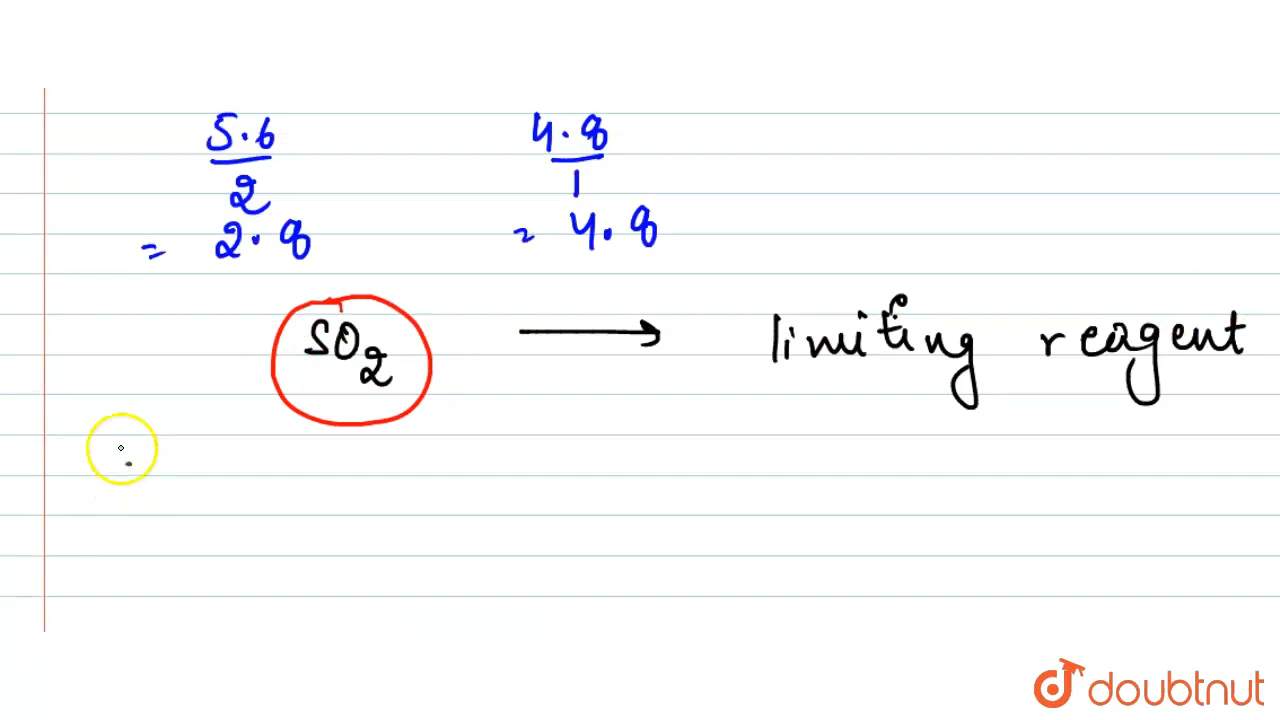 5.6 4.8
2 1
= 2.8 = 4.8
SO₂ → limiting reagent
doubtnut